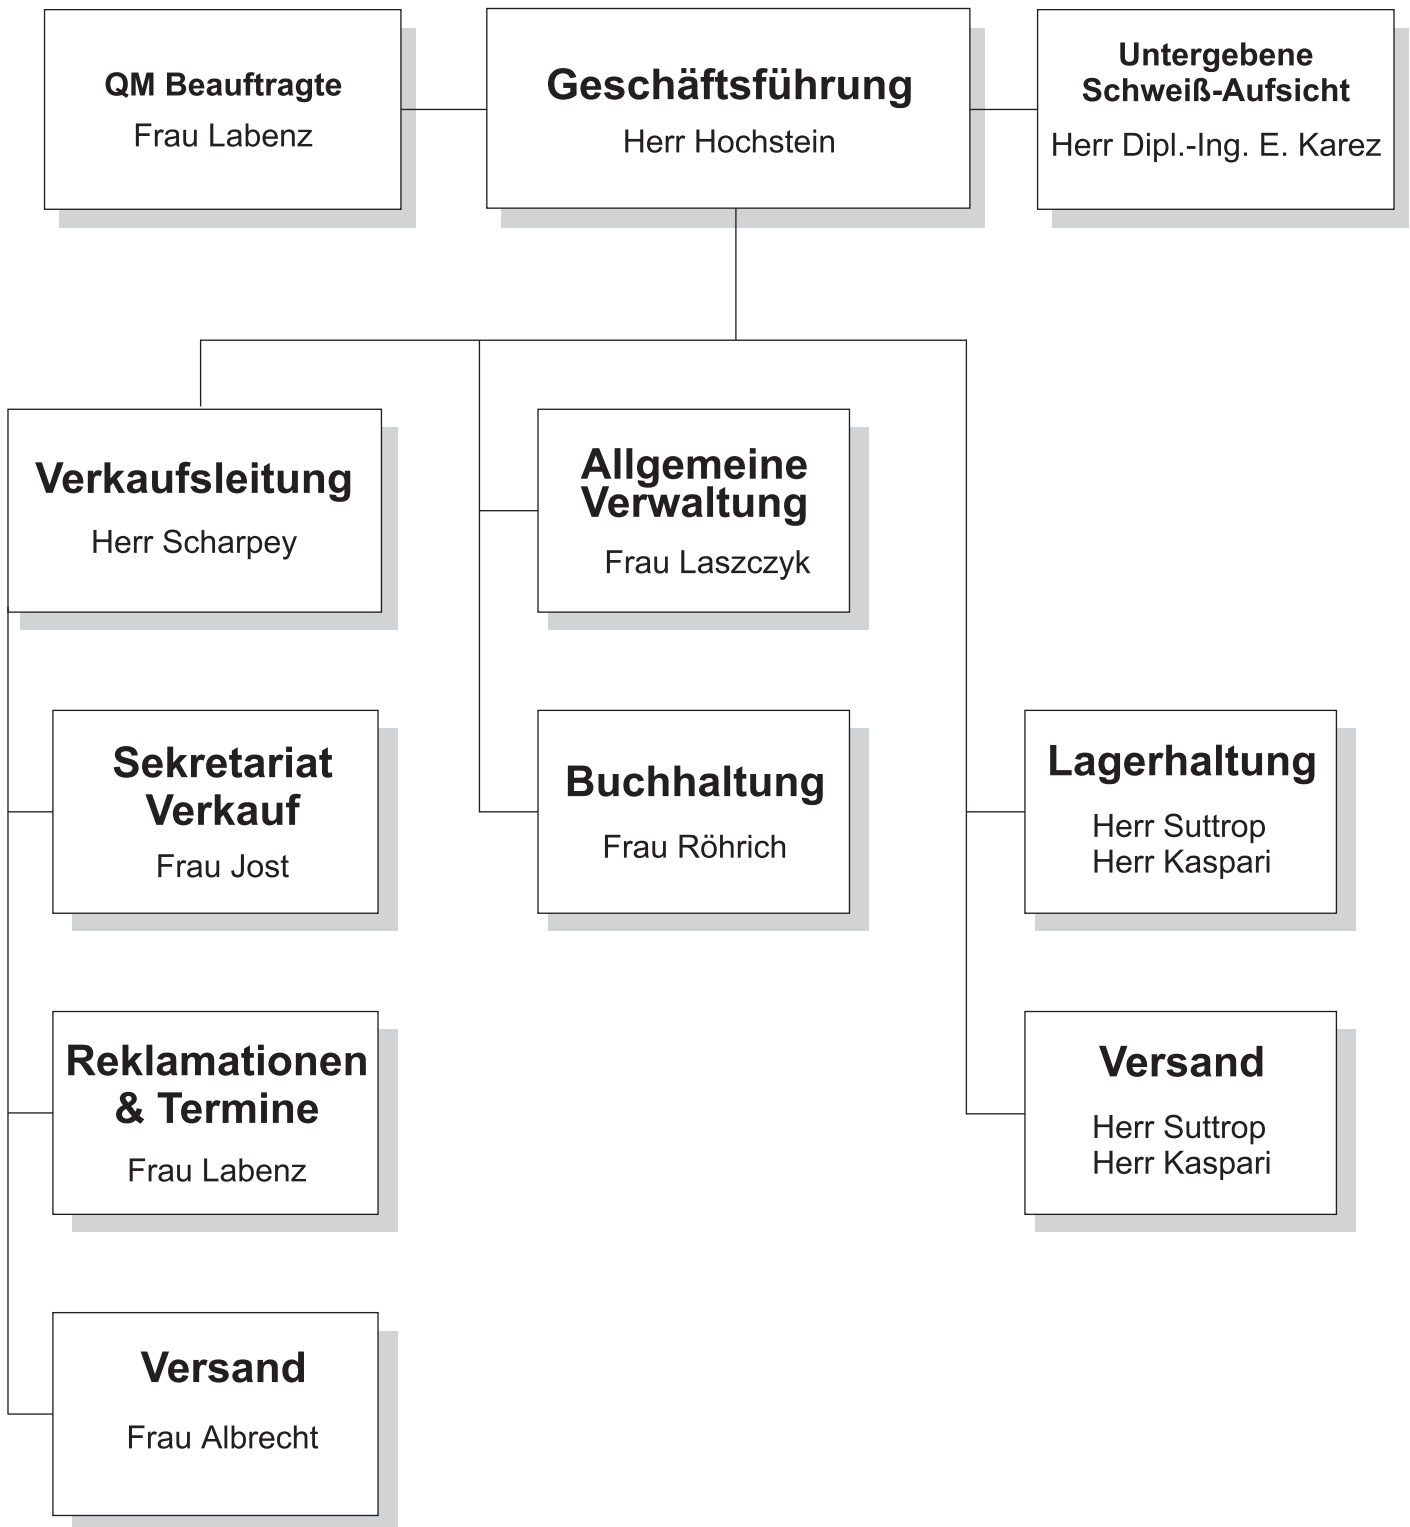 QM Beauftragte
Frau Labenz
Geschäftsführung
Herr Hochstein
Untergebene
Schweiß-Aufsicht
Herr Dipl.-Ing. E. Karez
Verkaufsleitung
Herr Scharpey
Allgemeine
Verwaltung
Frau Laszczyk
Sekretariat
Verkauf
Frau Jost
Buchhaltung
Frau Röhrich
Lagerhaltung
Herr Suttrop
Herr Kaspari
Reklamationen
& Termine
Frau Labenz
Versand
Herr Suttrop
Herr Kaspari
Versand
Frau Albrecht